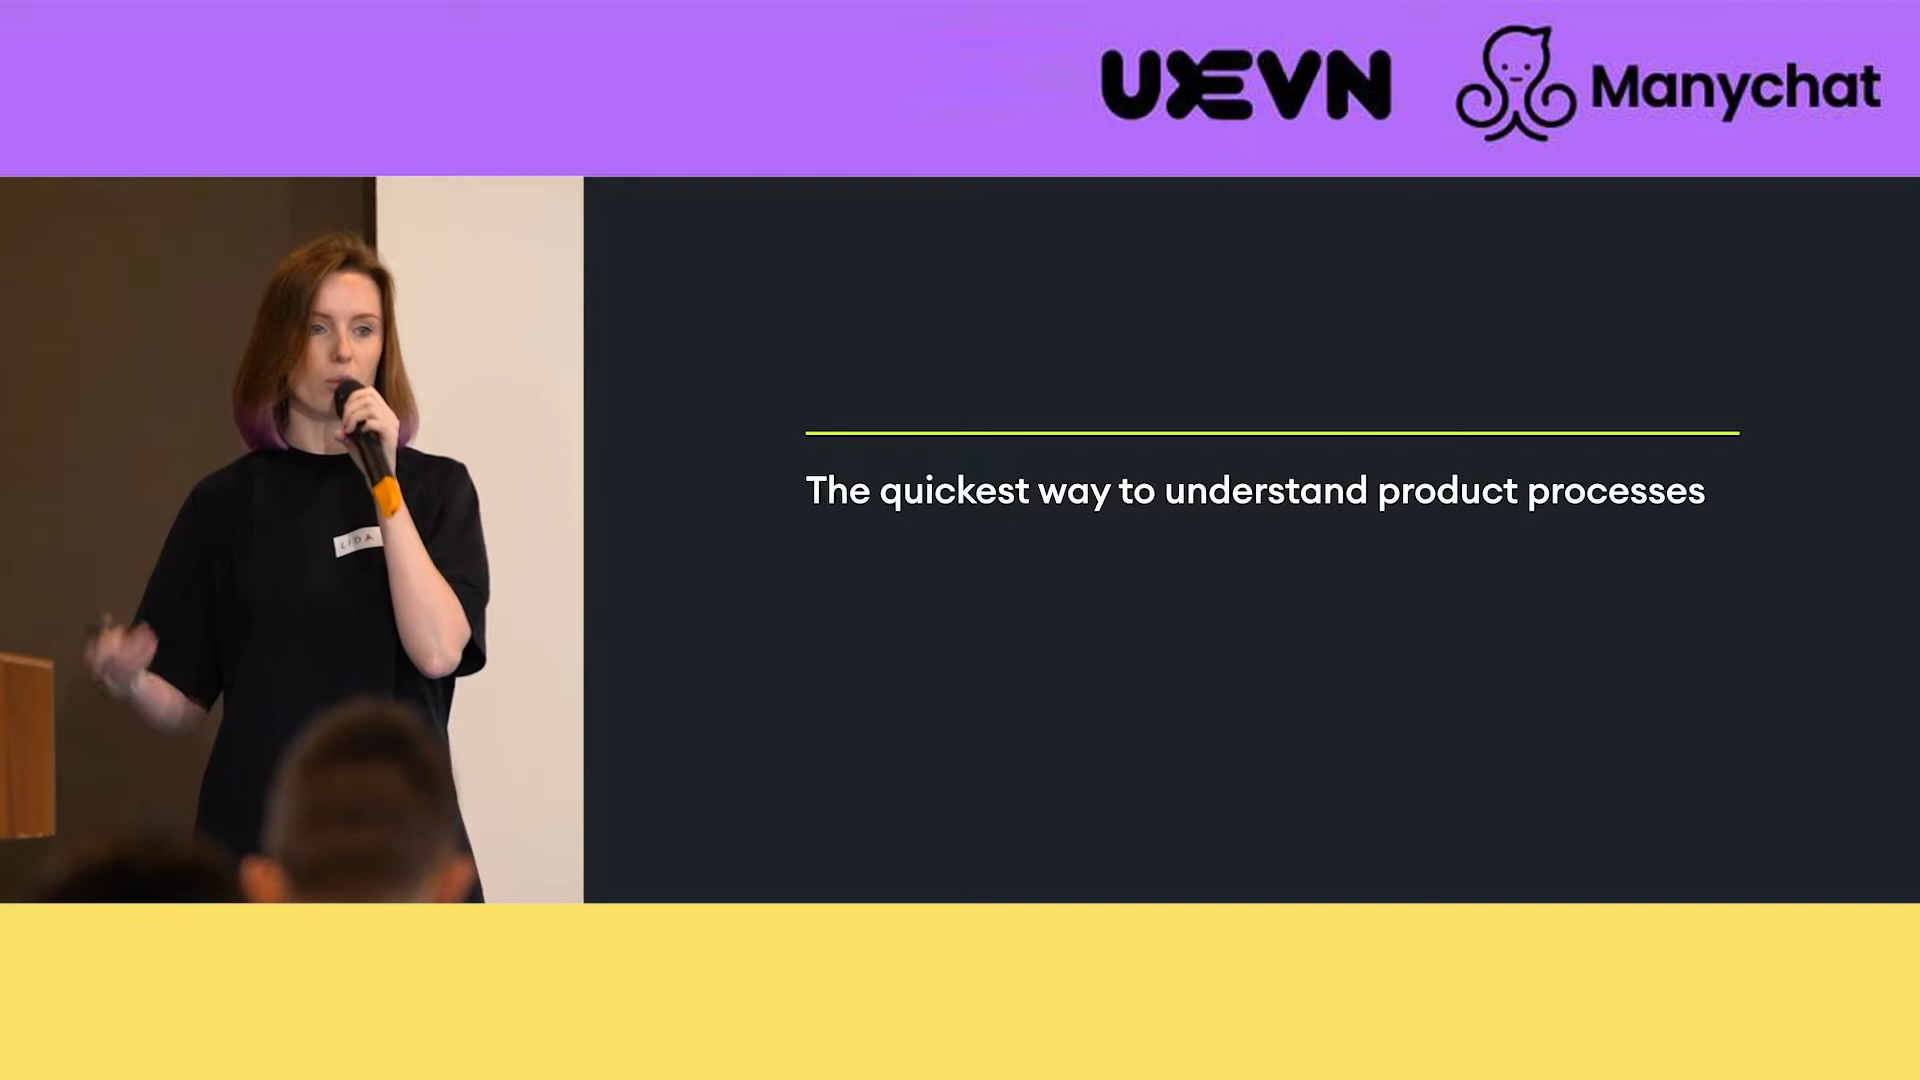 UXEVN
Manychat
The quickest way to understand product processes
LIDA